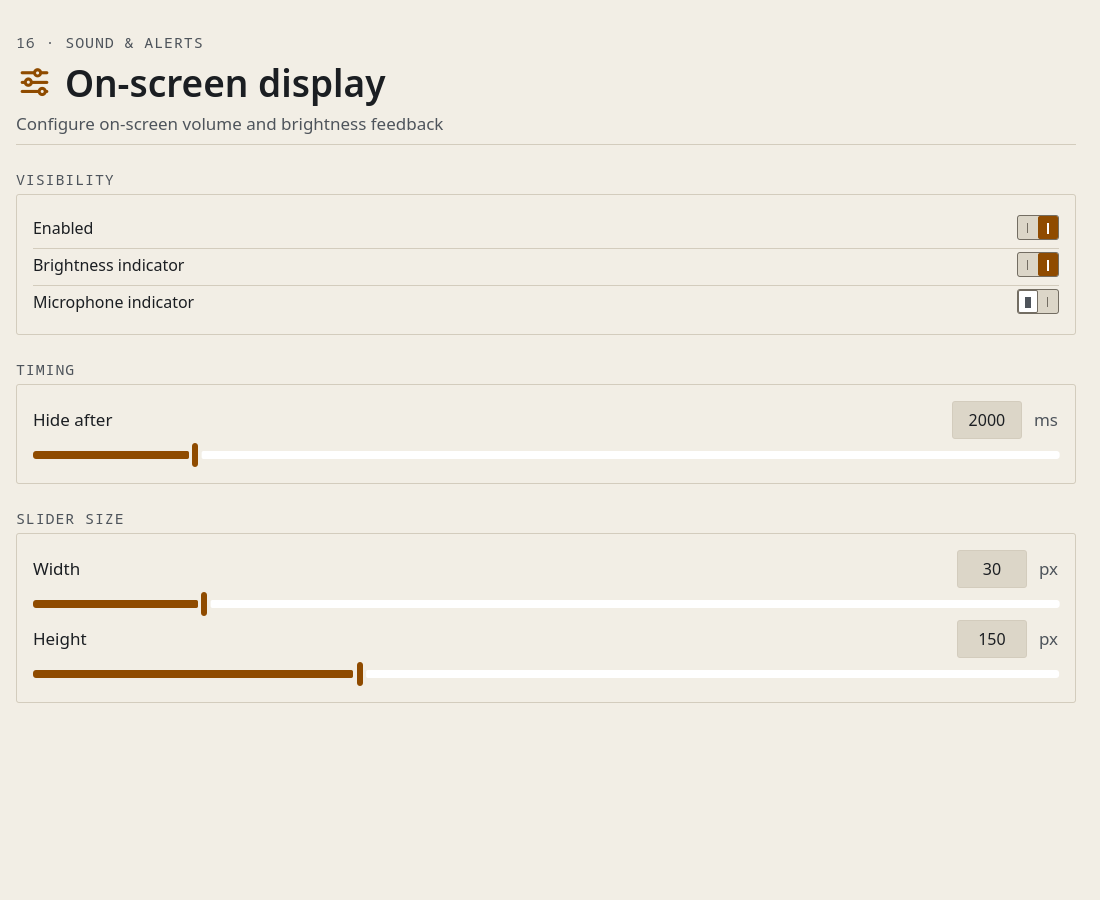 16 · SOUND & ALERTS
On-screen display
Configure on-screen volume and brightness feedback
VISIBILITY
Enabled
Brightness indicator
Microphone indicator
TIMING
Hide after 2000 ms
SLIDER SIZE
Width 30 px
Height 150 px